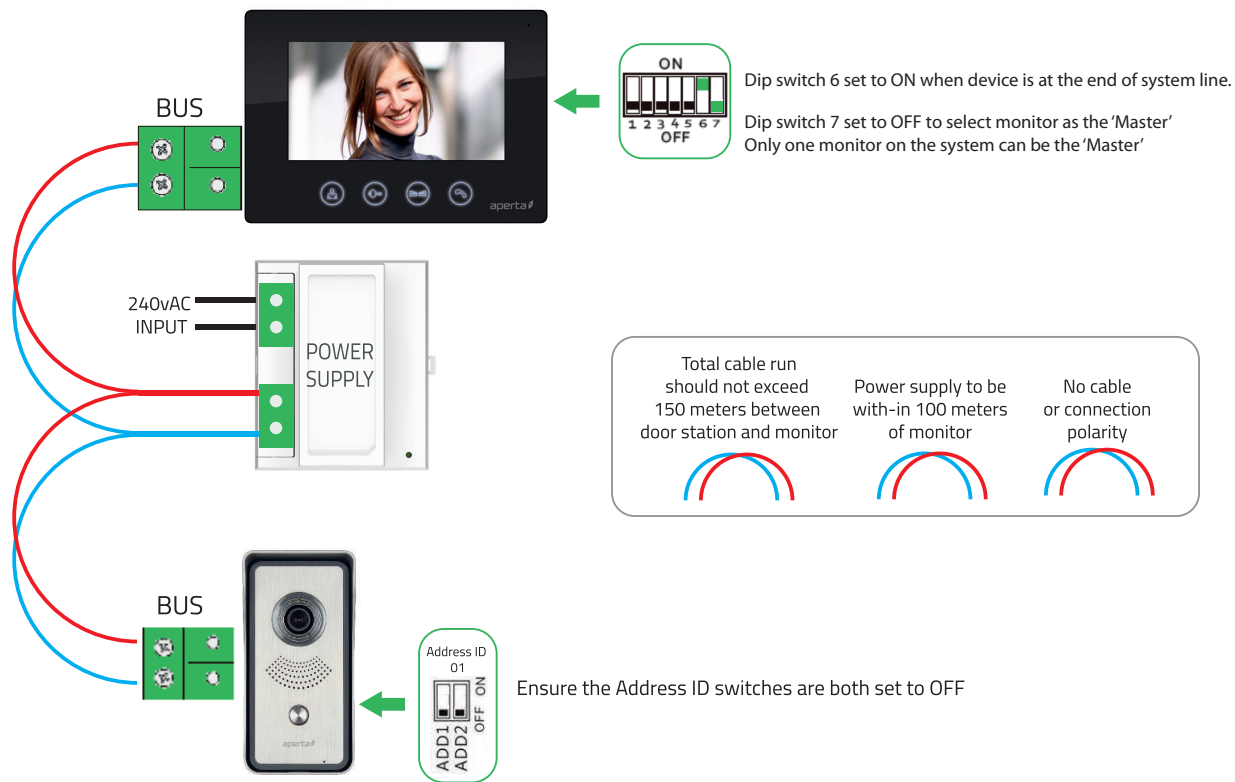 BUS
aperta
ON
1 2 3 4 5 6 7
OFF
Dip switch 6 set to ON when device is at the end of system line.
Dip switch 7 set to OFF to select monitor as the ‘Master’
Only one monitor on the system can be the ‘Master’
240vAC
INPUT
POWER
SUPPLY
Total cable run
should not exceed
150 meters between
door station and monitor
Power supply to be
with-in 100 meters
of monitor
No cable
or connection
polarity
BUS
aperta
Address ID
01
ADD1
ADD2
OFF ON
Ensure the Address ID switches are both set to OFF